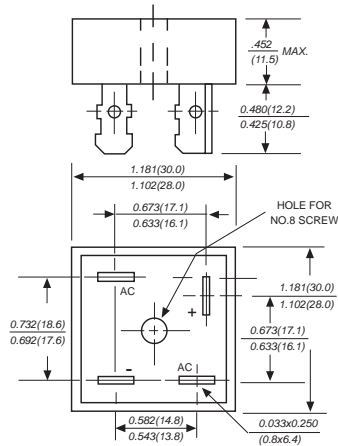 .452
(11.5)
MAX.
0.480(12.2)
0.425(10.8)
1.181(30.0)
1.102(28.0)
0.673(17.1)
0.633(16.1)
HOLE FOR
NO.8 SCREW
AC
+
0.732(18.6)
0.692(17.6)
1.181(30.0)
1.102(28.0)
0.673(17.1)
0.633(16.1)
-
AC
0.582(14.8)
0.543(13.8)
0.033x0.250
(0.8x6.4)